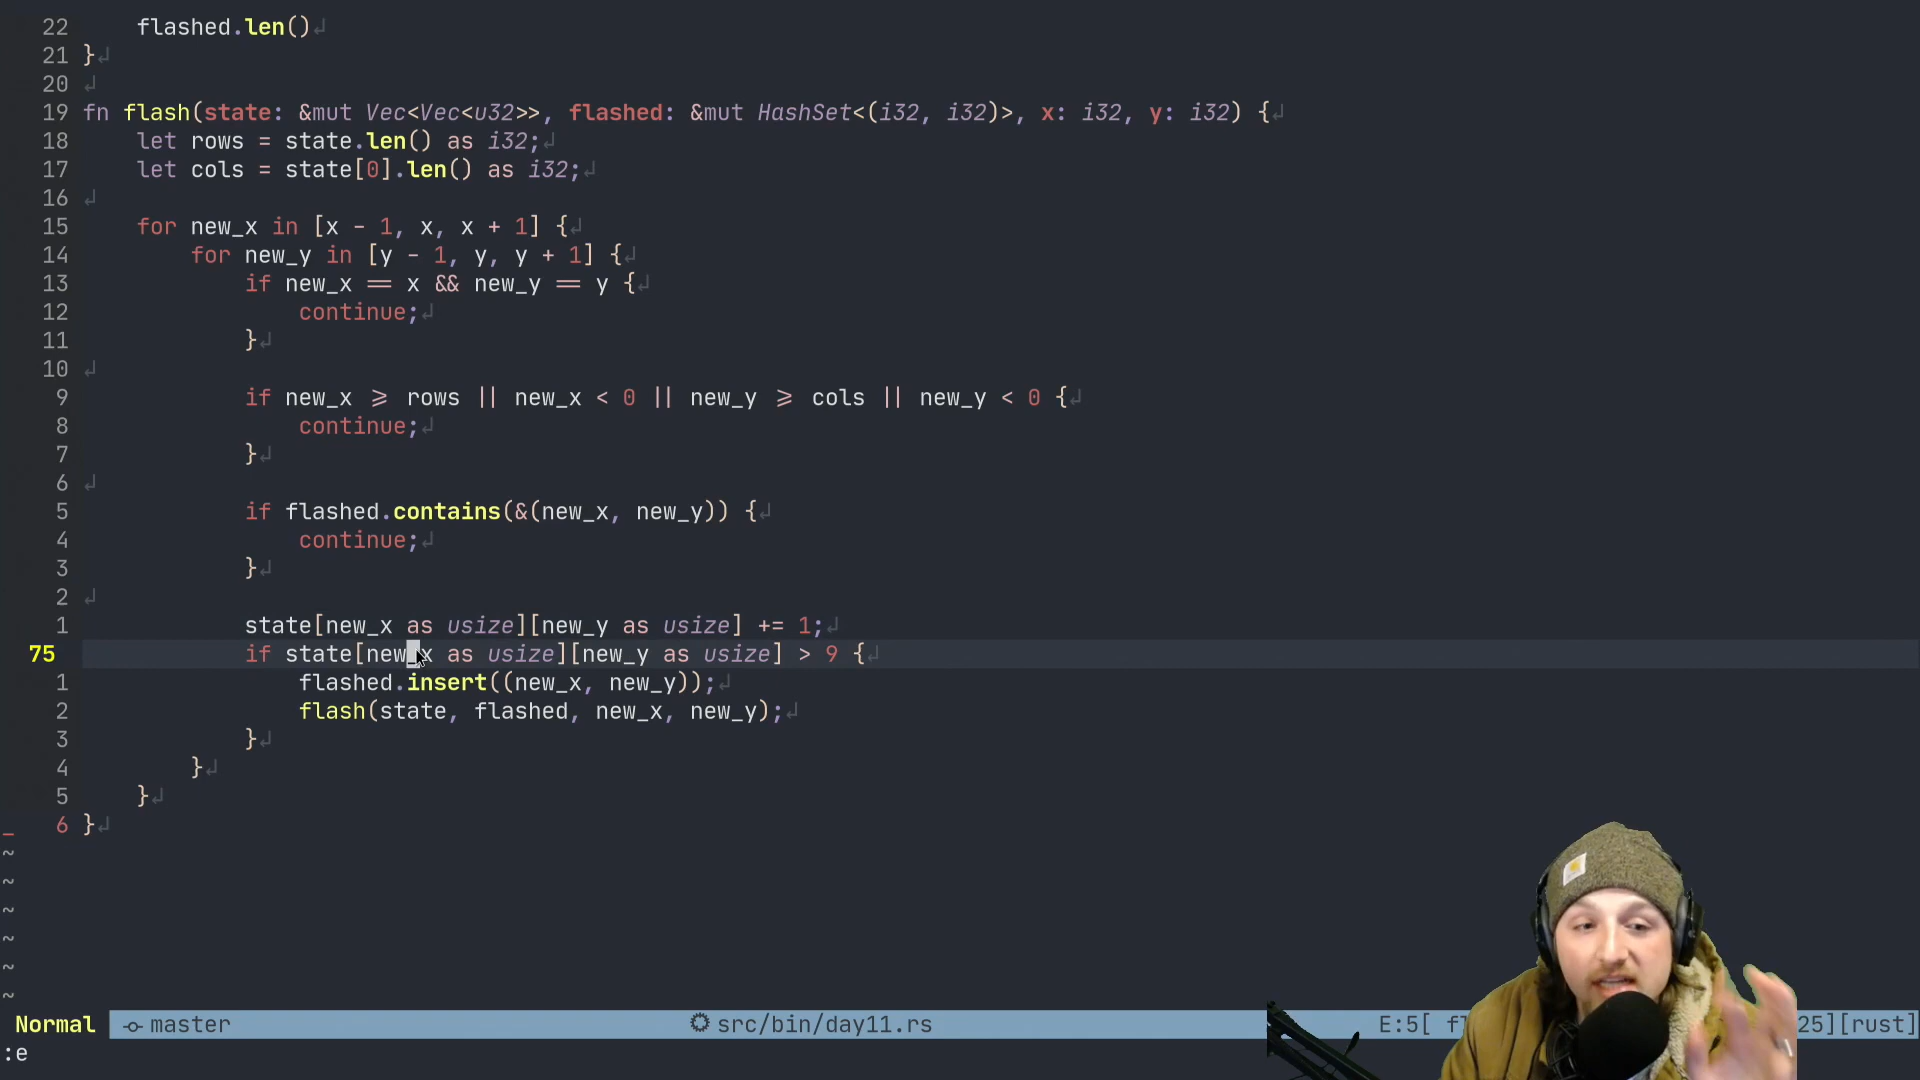 22 flashed.len()↲
21 }↲
20 ↲
19 fn flash(state: &mut Vec<Vec<u32>>, flashed: &mut HashSet<(i32, i32)>, x: i32, y: i32) {↲
18 let rows = state.len() as i32;↲
17 let cols = state[0].len() as i32;↲
16 ↲
15 for new_x in [x - 1, x, x + 1] {↲
14 for new_y in [y - 1, y, y + 1] {↲
13 if new_x == x && new_y == y {↲
12 continue;↲
11 }↲
10 ↲
9 if new_x >= rows || new_x < 0 || new_y >= cols || new_y < 0 {↲
8 continue;↲
7 }↲
6 ↲
5 if flashed.contains(&(new_x, new_y)) {↲
4 continue;↲
3 }↲
2 ↲
1 state[new_x as usize][new_y as usize] += 1;↲
75 if state[new_x as usize][new_y as usize] > 9 {↲
1 flashed.insert((new_x, new_y));↲
2 flash(state, flashed, new_x, new_y);↲
3 }↲
4 }↲
5 }↲
_ 6 }↲
~
~
~
~
~
~
Normal master src/bin/day11.rs E:5[ 25][rust]
:e